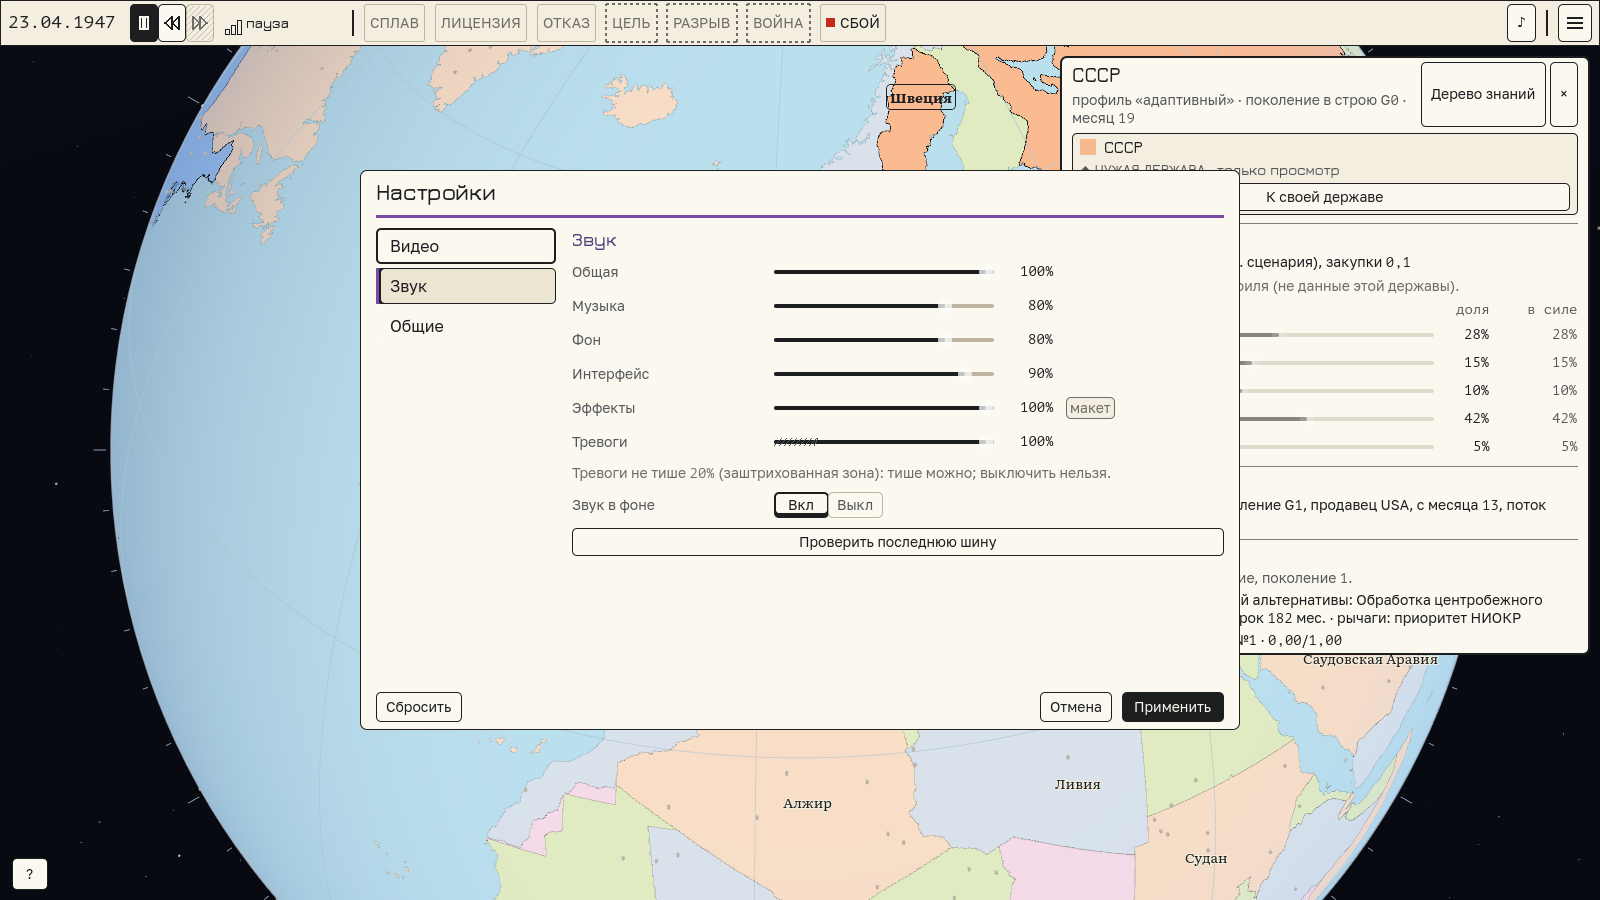 23.04.1947 пауза СПЛАВ ЛИЦЕНЗИЯ ОТКАЗ ЦЕЛЬ РАЗРЫВ ВОЙНА СБОЙ ♪
Швеция
СССР
профиль «адаптивный» · поколение в строю G0 ·
месяц 19
Дерево знаний ×
СССР
только просмотр
К своей державе
Настройки
Видео
Звук
Общие
Звук
Общая 100%
Музыка 80%
Фон 80%
Интерфейс 90%
Эффекты 100% макет
Тревоги 100%
Тревоги не тише 20% (заштрихованная зона): тише можно; выключить нельзя.
Звук в фоне Вкл Выкл
Проверить последнюю шину
Сбросить Отмена Применить
. сценария), закупки 0,1
(не данные этой державы).
доля в силе
28% 28%
15% 15%
10% 10%
42% 42%
5% 5%
G1, продавец USA, с месяца 13, поток
поколение 1.
альтернативы: Обработка центробежного
182 мес. · рычаги: приоритет НИОКР
№1 · 0,00/1,00
Саудовская Аравия
Ливия
Алжир
Судан
?